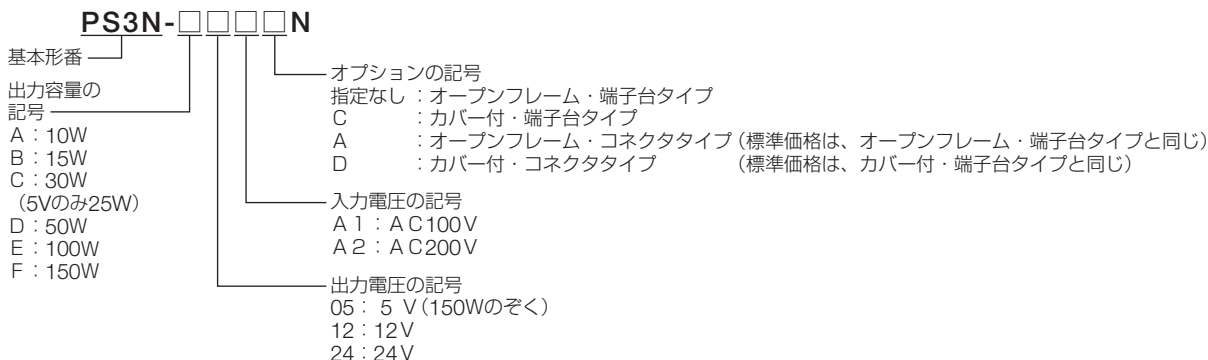 PS3N-□□□□N
基本形番
出力容量の
記号
A：10W
B：15W
C：30W
（5Vのみ25W）
D：50W
E：100W
F：150W
オプションの記号
指定なし：オープンフレーム・端子台タイプ
C：カバー付・端子台タイプ
A：オープンフレーム・コネクタタイプ（標準価格は、オープンフレーム・端子台タイプと同じ）
D：カバー付・コネクタタイプ（標準価格は、カバー付・端子台タイプと同じ）
入力電圧の記号
A1：AC100V
A2：AC200V
出力電圧の記号
05：5V（150Wのぞく）
12：12V
24：24V